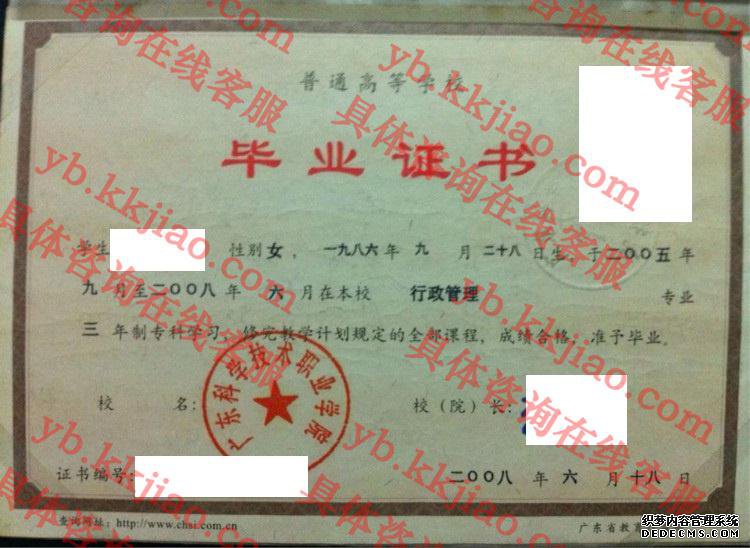 普通高等学校
毕业证书
学生 性别女，一九八六年九月二十八日生，于二〇〇五年
九月至二〇〇八年六月在本校 行政管理 专业
三年制专科学习，修完教学计划规定的全部课程，成绩合格，准予毕业。
校 名： 校（院）长：
广东科学技术职业学院
证书编号： 二〇〇八年六月十八日
查询网址：http://www.chsi.com.cn 广东省教育
yb.kkjiao.com
具体咨询在线客服
织梦内容管理系统
DEDECMS.COM